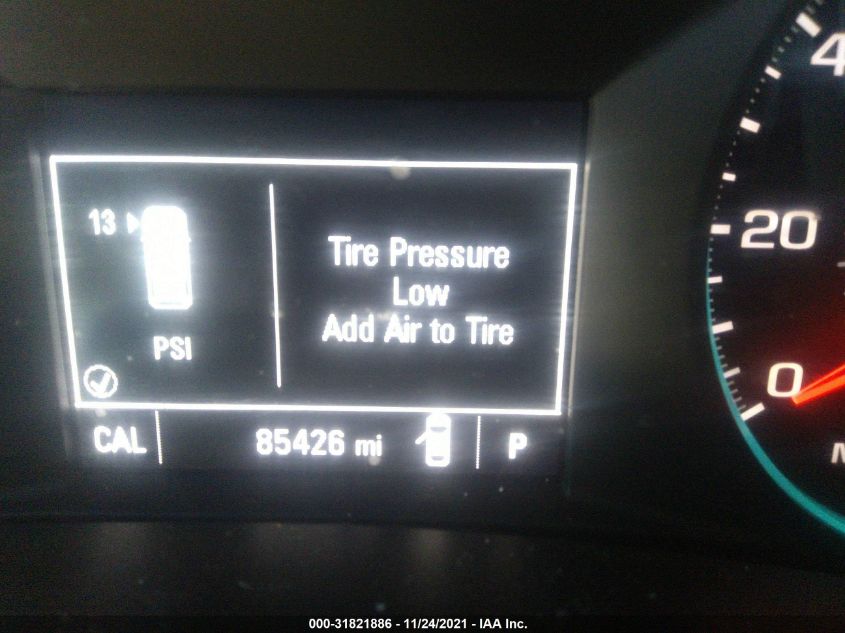 13
Tire Pressure
Low
Add Air to Tire
PSI
CAL
85426 mi
P
4
20
0
000-31821886 - 11/24/2021 - IAA Inc.